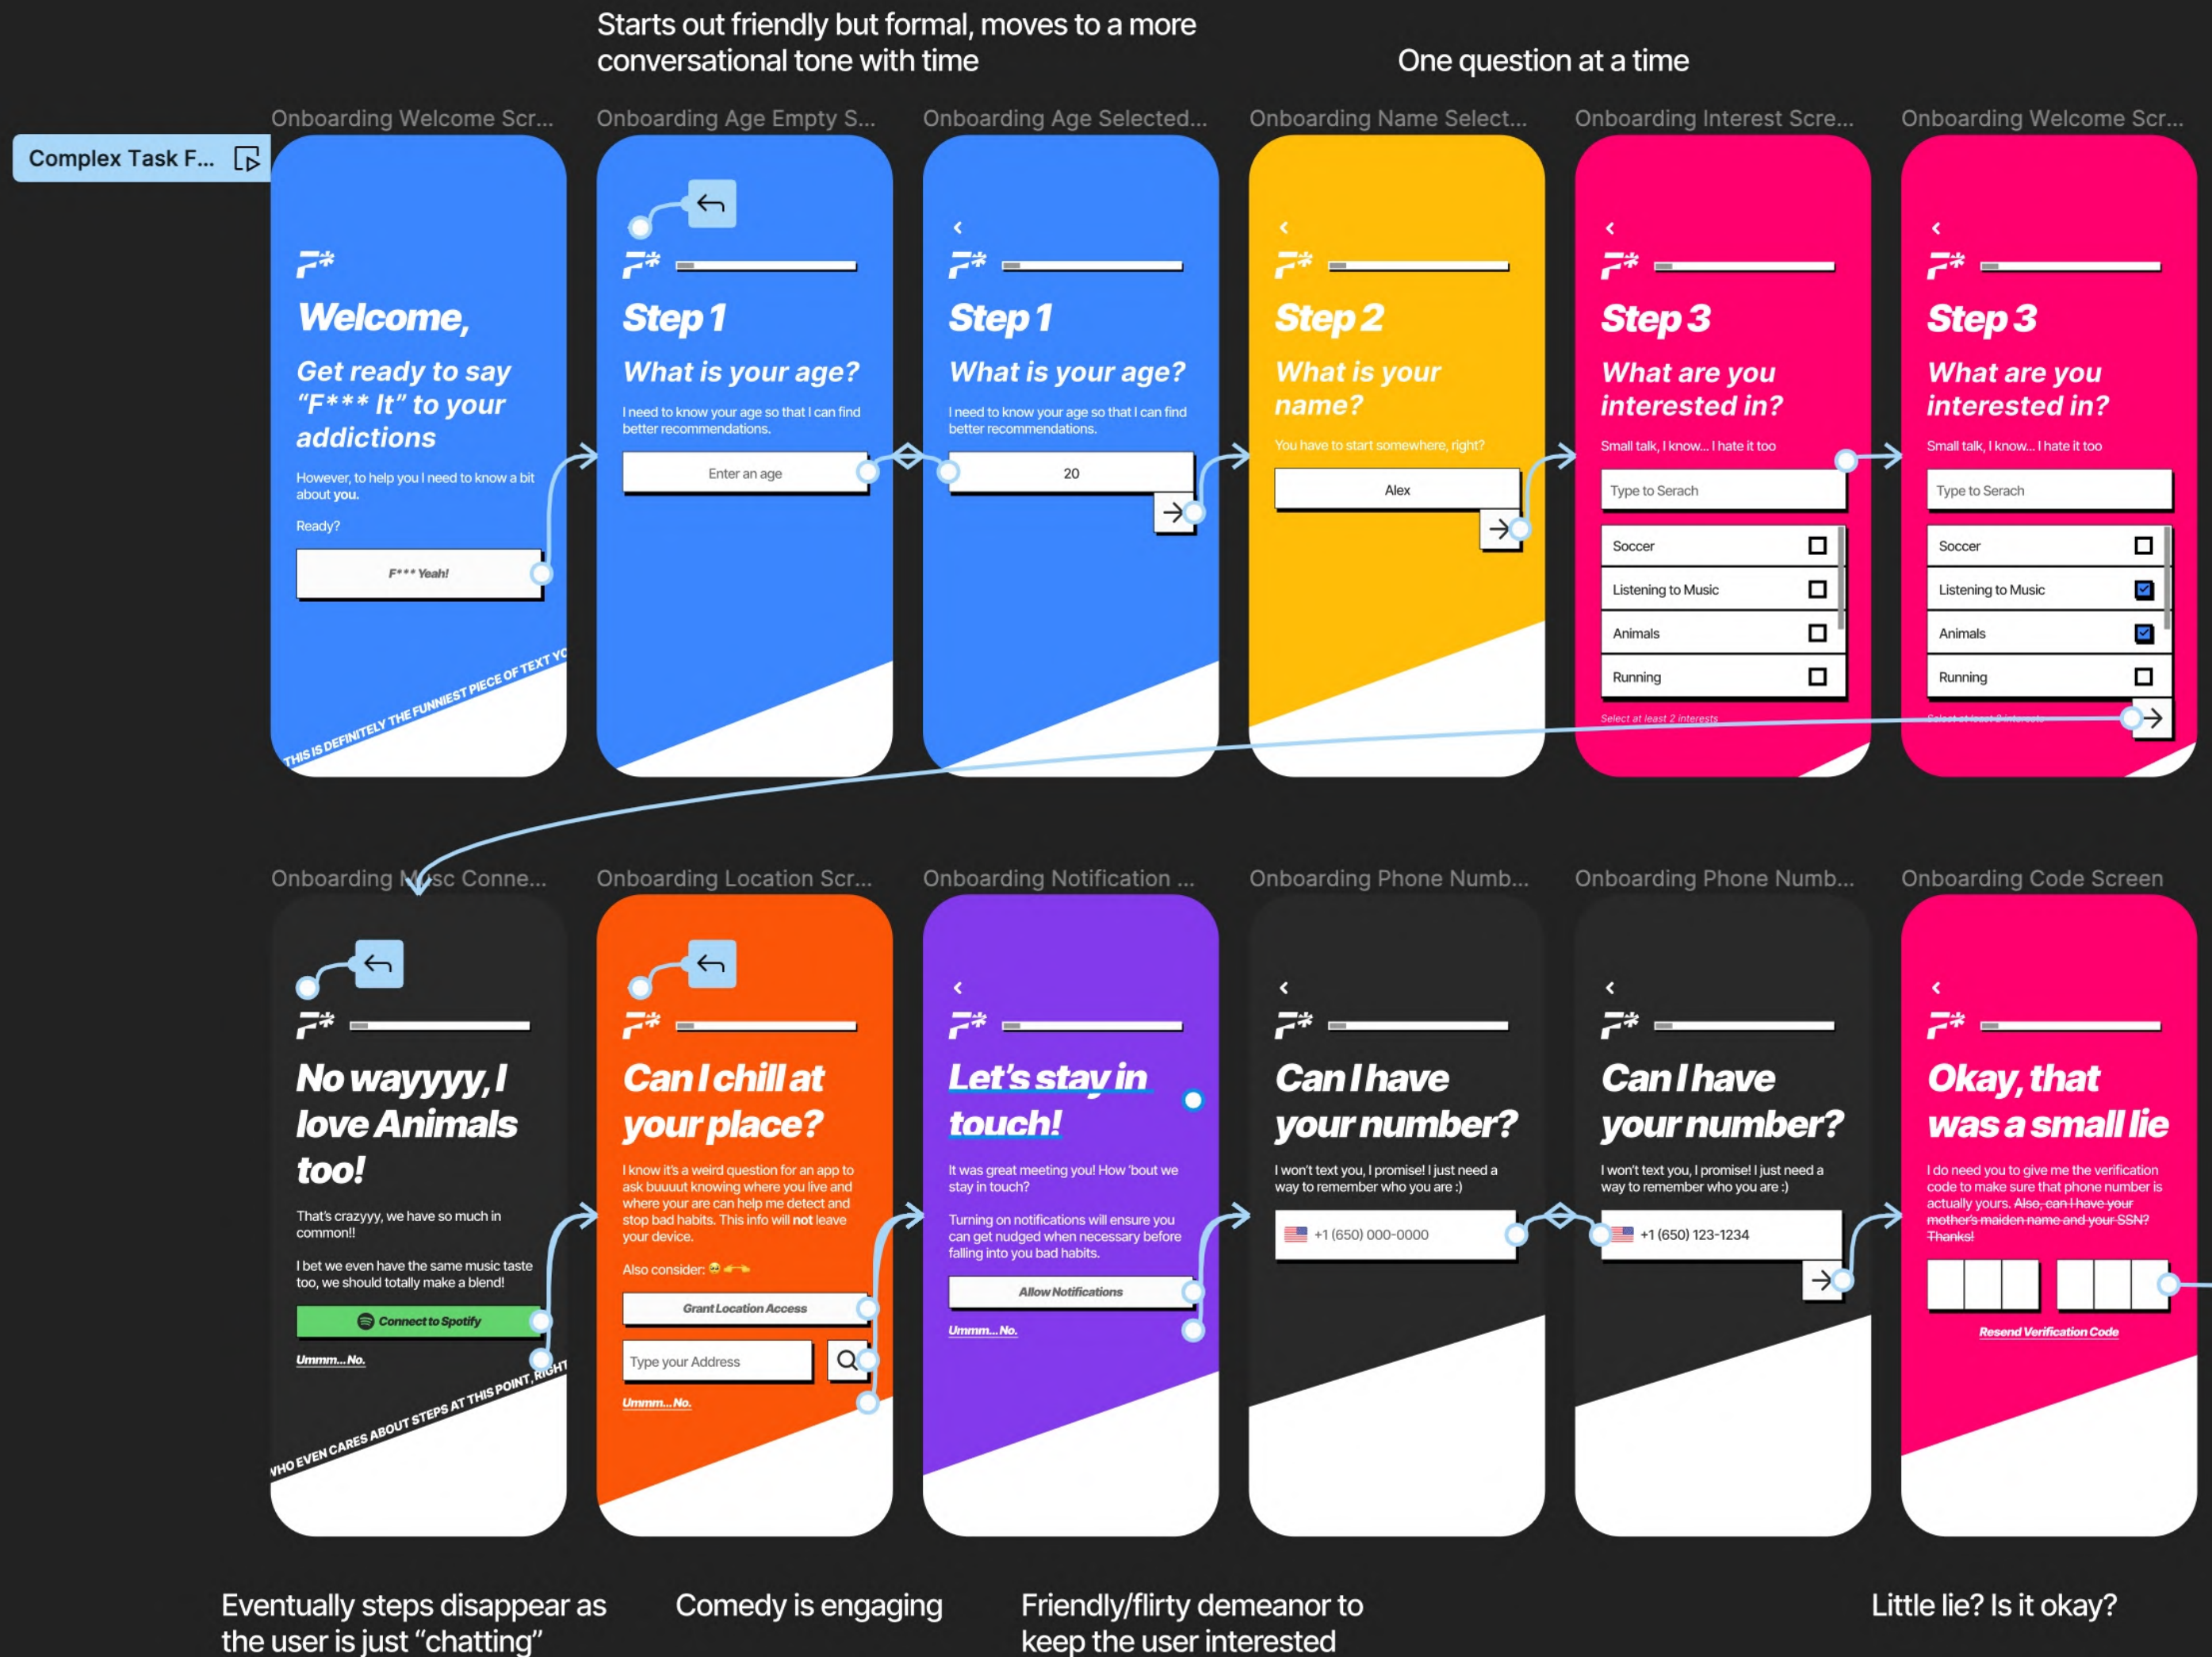 Starts out friendly but formal, moves to a more
conversational tone with time
One question at a time
Complex Task F...
Onboarding Welcome Scr...
F*
Welcome,
Get ready to say
“F*** It” to your
addictions
However, to help you I need to know a bit
about you.
Ready?
F*** Yeah!
THIS IS DEFINITELY THE FUNNIEST PIECE OF TEXT YO
Onboarding Age Empty S...
F*
Step 1
What is your age?
I need to know your age so that I can find
better recommendations.
Enter an age
Onboarding Age Selected...
F*
Step 1
What is your age?
I need to know your age so that I can find
better recommendations.
20
Onboarding Name Select...
F*
Step 2
What is your
name?
You have to start somewhere, right?
Alex
Onboarding Interest Scre...
F*
Step 3
What are you
interested in?
Small talk, I know... I hate it too
Type to Serach
Soccer
Listening to Music
Animals
Running
Select at least 2 interests
Onboarding Welcome Scr...
F*
Step 3
What are you
interested in?
Small talk, I know... I hate it too
Type to Serach
Soccer
Listening to Music
Animals
Running
Select at least 2 interests
Onboarding Musc Conne...
F*
No wayyyy, I
love Animals
too!
That’s crazyyy, we have so much in
common!!
I bet we even have the same music taste
too, we should totally make a blend!
Connect to Spotify
Ummm... No.
WHO EVEN CARES ABOUT STEPS AT THIS POINT, RIGHT
Onboarding Location Scr...
F*
Can I chill at
your place?
I know it’s a weird question for an app to
ask buuuut knowing where you live and
where your are can help me detect and
stop bad habits. This info will not leave
your device.
Also consider: 🥺👉👈
Grant Location Access
Type your Address
Ummm... No.
Onboarding Notification ...
F*
Let’s stay in
touch!
It was great meeting you! How ’bout we
stay in touch?
Turning on notifications will ensure you
can get nudged when necessary before
falling into you bad habits.
Allow Notifications
Ummm... No.
Onboarding Phone Numb...
F*
Can I have
your number?
I won’t text you, I promise! I just need a
way to remember who you are :)
+1 (650) 000-0000
Onboarding Phone Numb...
F*
Can I have
your number?
I won’t text you, I promise! I just need a
way to remember who you are :)
+1 (650) 123-1234
Onboarding Code Screen
F*
Okay, that
was a small lie
I do need you to give me the verification
code to make sure that phone number is
actually yours. Also, can I have your
mother’s maiden name and your SSN?
Thanks!
Resend Verification Code
Eventually steps disappear as
the user is just “chatting”
Comedy is engaging
Friendly/flirty demeanor to
keep the user interested
Little lie? Is it okay?